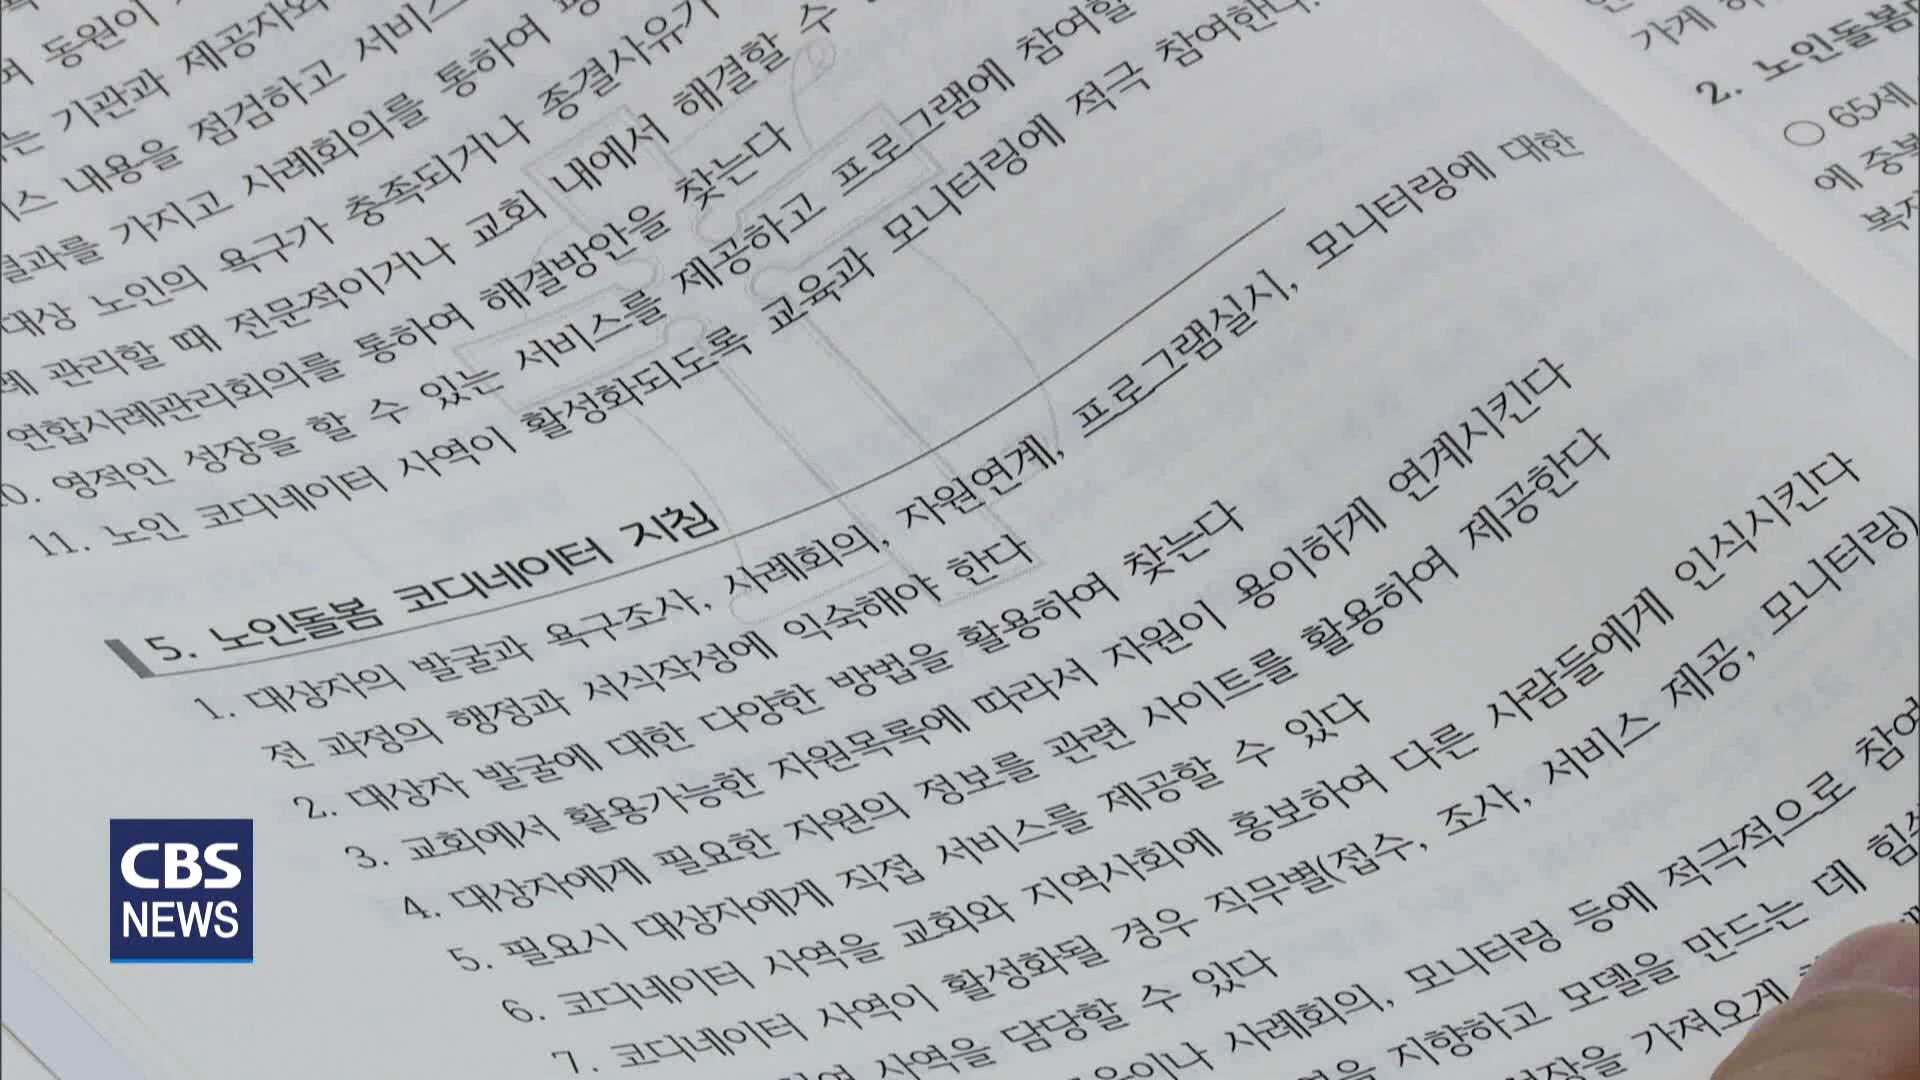 며 동원이
는 기관과 제공자와
스 내용을 점검하고 서비스
결과를 가지고 사례회의를 통하여
대상 노인의 욕구가 충족되거나 종결사유가
관리할 때 전문적이거나 교회 내에서 해결할 수
연합사례관리회의를 통하여 해결방안을 찾는다
10. 영적인 성장을 할 수 있는 서비스를 제공하고 프로그램에 참여할
11. 노인 코디네이터 사역이 활성화되도록 교육과 모니터링에 적극 참여한다.
5. 노인돌봄 코디네이터 지침
1. 대상자의 발굴과 욕구조사, 사례회의, 자원연계, 프로그램실시, 모니터링에 대한
전 과정의 행정과 서식작성에 익숙해야 한다
2. 대상자 발굴에 대한 다양한 방법을 활용하여 찾는다
3. 교회에서 활용가능한 자원목록에 따라서 자원이 용이하게 연계시킨다
4. 대상자에게 필요한 자원의 정보를 관련 사이트를 활용하여 제공한다
5. 필요시 대상자에게 직접 서비스를 제공할 수 있다
6. 코디네이터 사역을 교회와 지역사회에 홍보하여 다른 사람들에게 인식시킨다
7. 코디네이터 사역이 활성화될 경우 직무별(접수, 조사, 서비스 제공, 모니터링)
사역을 담당할 수 있다
이나 사례회의, 모니터링 등에 적극적으로 참여
지향하고 모델을 만드는 데 힘
가져오게
가게
2. 노인돌봄
○ 65세
에 중복
복지
CBS
NEWS